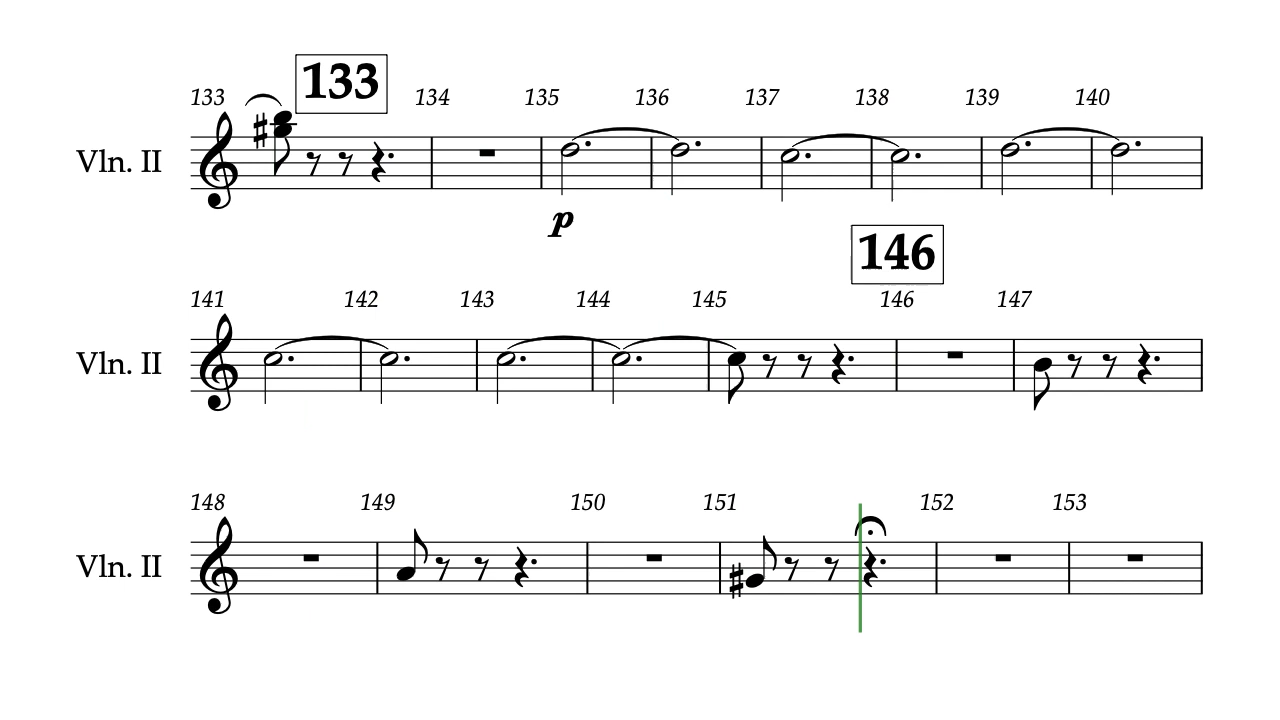 133
133 134 135 136 137 138 139 140
Vln. II
p
146
141 142 143 144 145 146 147
Vln. II
148 149 150 151 152 153
Vln. II